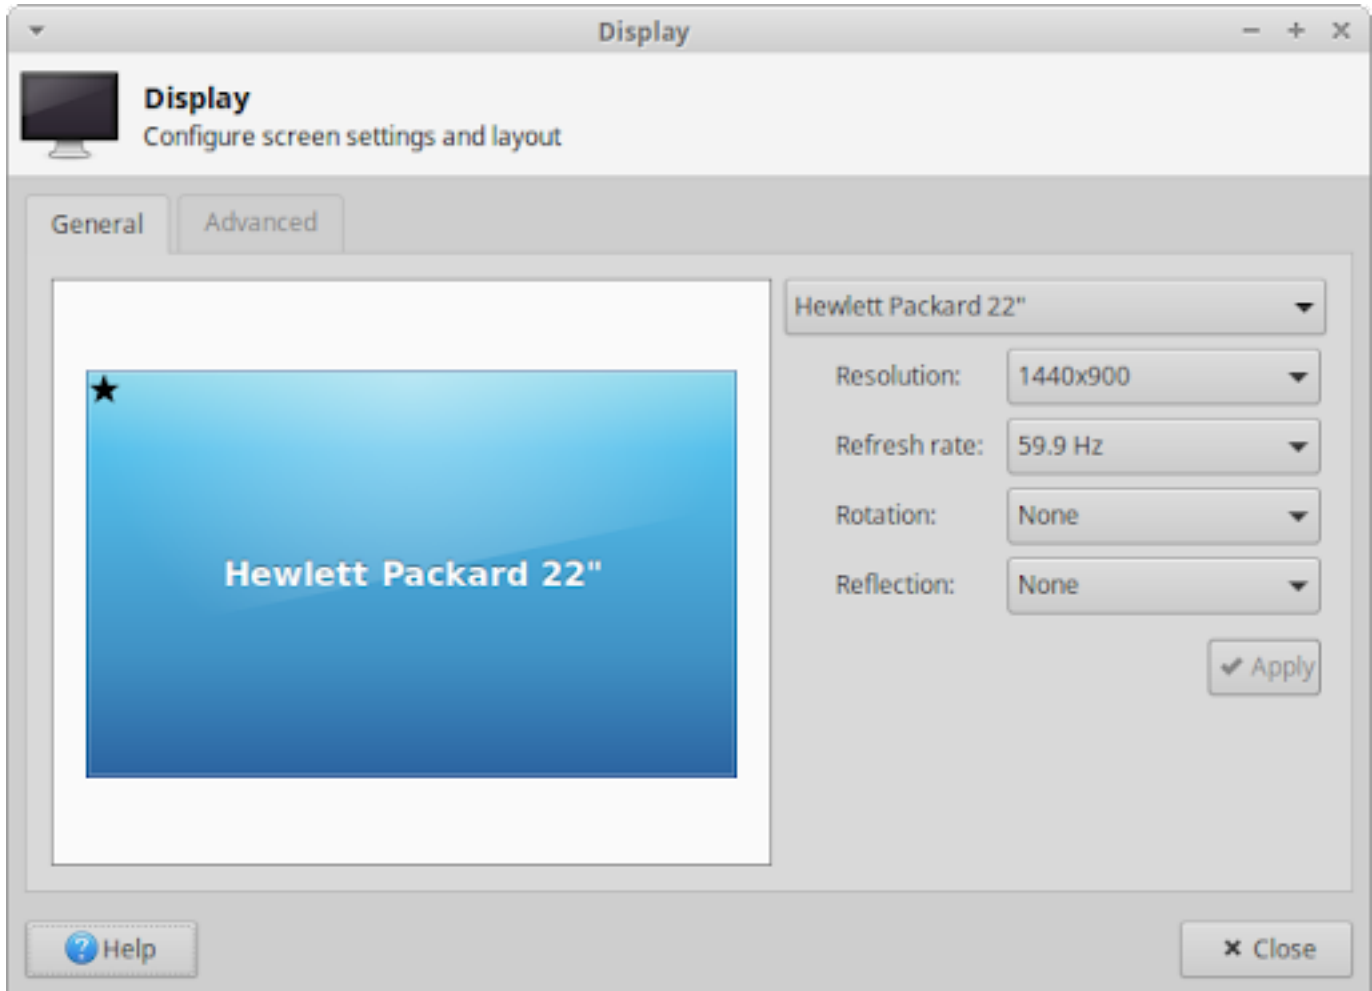 Display
Display
Configure screen settings and layout
General
Advanced
Hewlett Packard 22"
Hewlett Packard 22"
Resolution: 1440x900
Refresh rate: 59.9 Hz
Rotation: None
Reflection: None
Apply
Help
Close